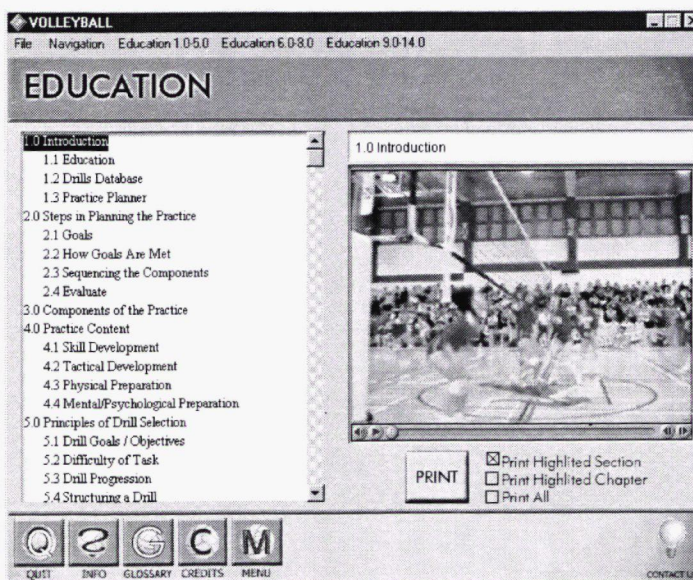 VOLLEYBALL
File Navigation Education 1.0-5.0 Education 6.0-8.0 Education 9.0-14.0
EDUCATION
1.0 Introduction
1.1 Education
1.2 Drills Database
1.3 Practice Planner
2.0 Steps in Planning the Practice
2.1 Goals
2.2 How Goals Are Met
2.3 Sequencing the Components
2.4 Evaluate
3.0 Components of the Practice
4.0 Practice Content
4.1 Skill Development
4.2 Tactical Development
4.3 Physical Preparation
4.4 Mental/Psychological Preparation
5.0 Principles of Drill Selection
5.1 Drill Goals / Objectives
5.2 Difficulty of Task
5.3 Drill Progression
5.4 Structuring a Drill
1.0 Introduction
PRINT
Print Highlited Section
Print Highlited Chapter
Print All
Q
?
G
C
M
QUIT INFO GLOSSARY CREDITS MENU
CONTACT